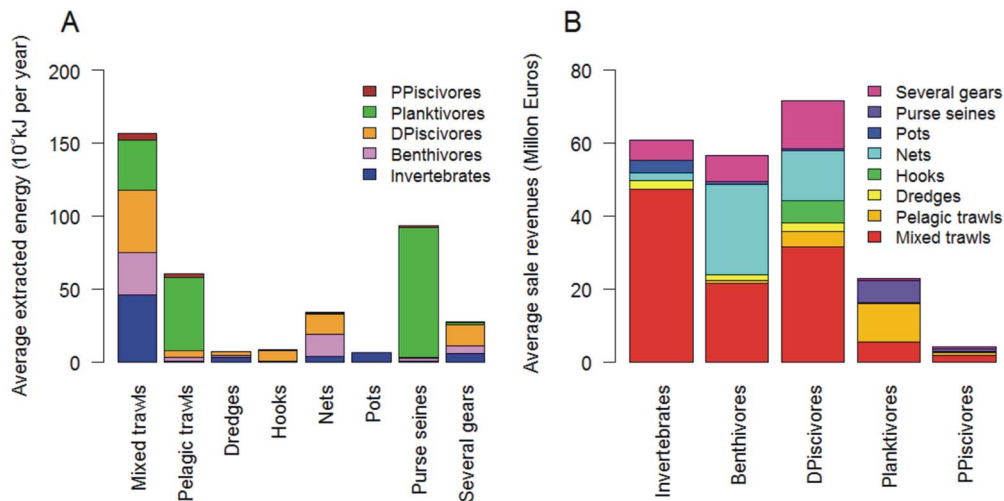 A
Average extracted energy (10⁹kJ per year)
200
150
100
50
0
PPiscivores
Planktivores
DPiscivores
Benthivores
Invertebrates
Mixed trawls
Pelagic trawls
Dredges
Hooks
Nets
Pots
Purse seines
Several gears
B
Average sale revenues (Millon Euros)
80
60
40
20
0
Several gears
Purse seines
Pots
Nets
Hooks
Dredges
Pelagic trawls
Mixed trawls
Invertebrates
Benthivores
DPiscivores
Planktivores
PPiscivores